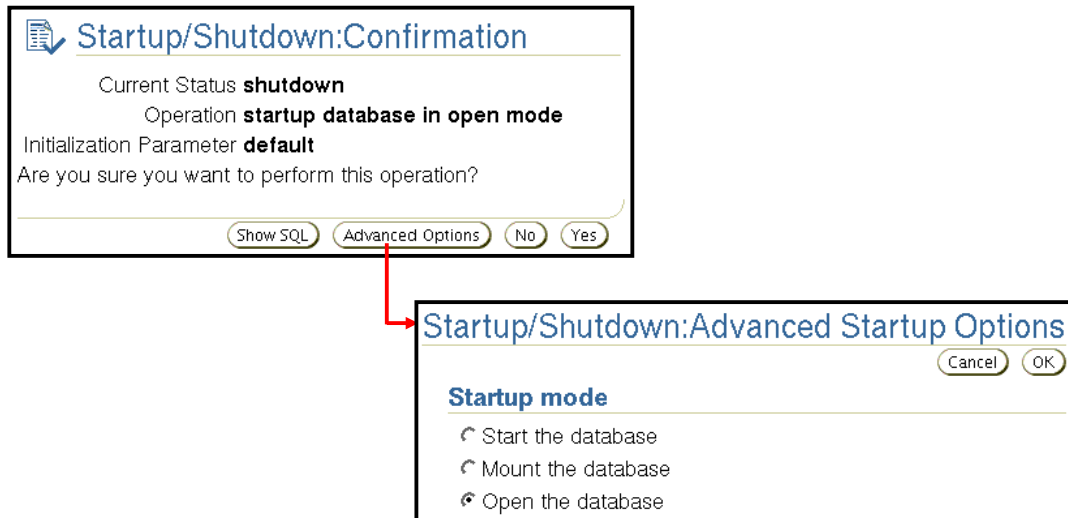 Startup/Shutdown:Confirmation
Current Status shutdown
Operation startup database in open mode
Initialization Parameter default
Are you sure you want to perform this operation?
Show SQL Advanced Options No Yes
Startup/Shutdown:Advanced Startup Options
Cancel OK
Startup mode
Start the database
Mount the database
Open the database